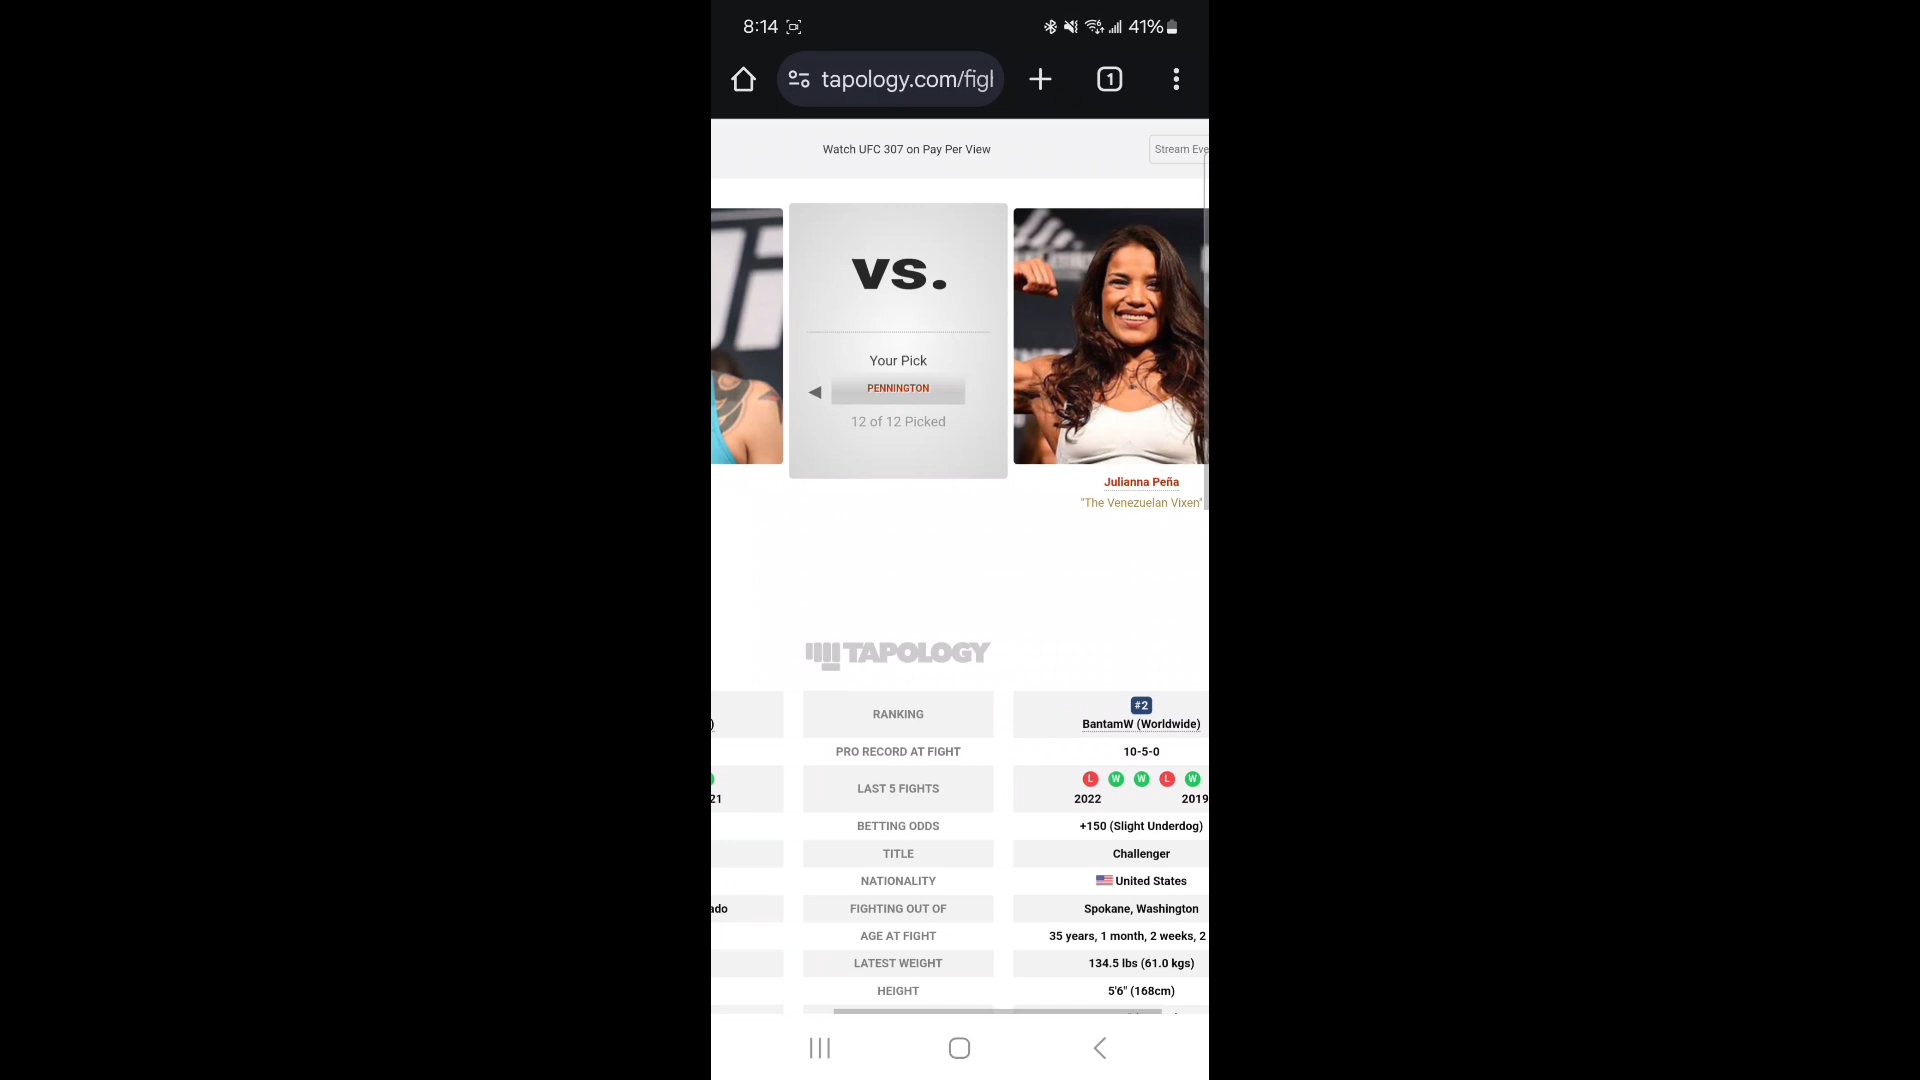 8:14
41%
tapology.com/figl
1
Watch UFC 307 on Pay Per View
Stream Eve
vs.
Your Pick
PENNINGTON
12 of 12 Picked
Julianna Peña
"The Venezuelan Vixen"
TAPOLOGY
RANKING
#2
) BantamW (Worldwide)
PRO RECORD AT FIGHT 10-5-0
LAST 5 FIGHTS
L W W L W
21 2022 2019
BETTING ODDS +150 (Slight Underdog)
TITLE Challenger
NATIONALITY United States
ado FIGHTING OUT OF Spokane, Washington
AGE AT FIGHT 35 years, 1 month, 2 weeks, 2
LATEST WEIGHT 134.5 lbs (61.0 kgs)
HEIGHT 5'6" (168cm)